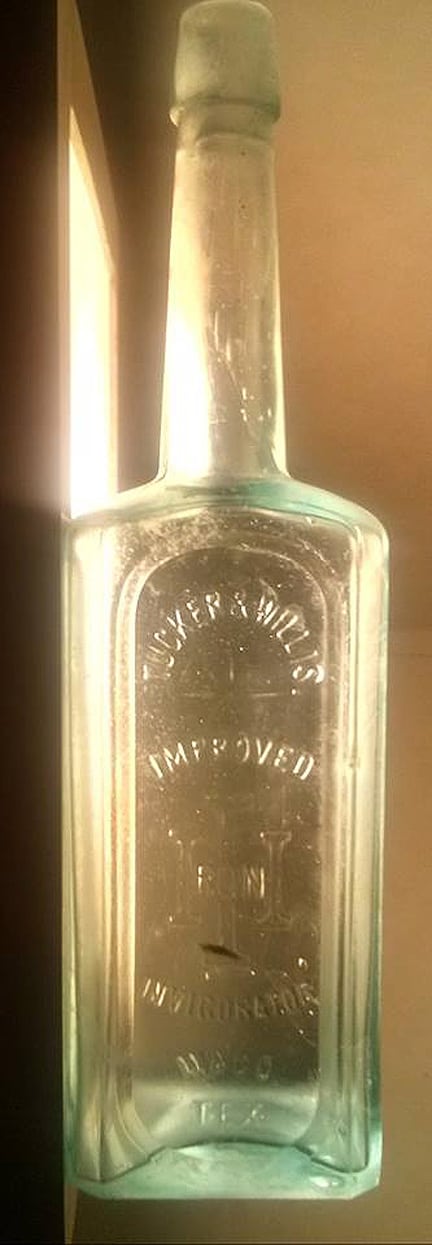 TUCKER & WILLIS
IMPROVED
INVIGORATOR
WACO
TEX